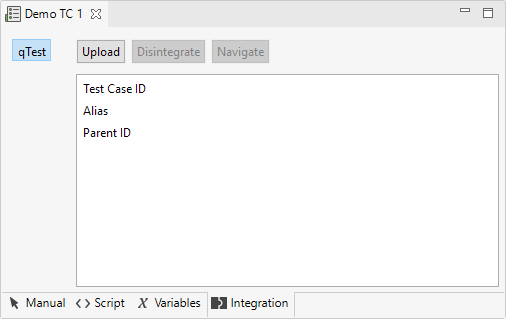 Demo TC 1
qTest Upload Disintegrate Navigate
Test Case ID
Alias
Parent ID
Manual Script Variables Integration